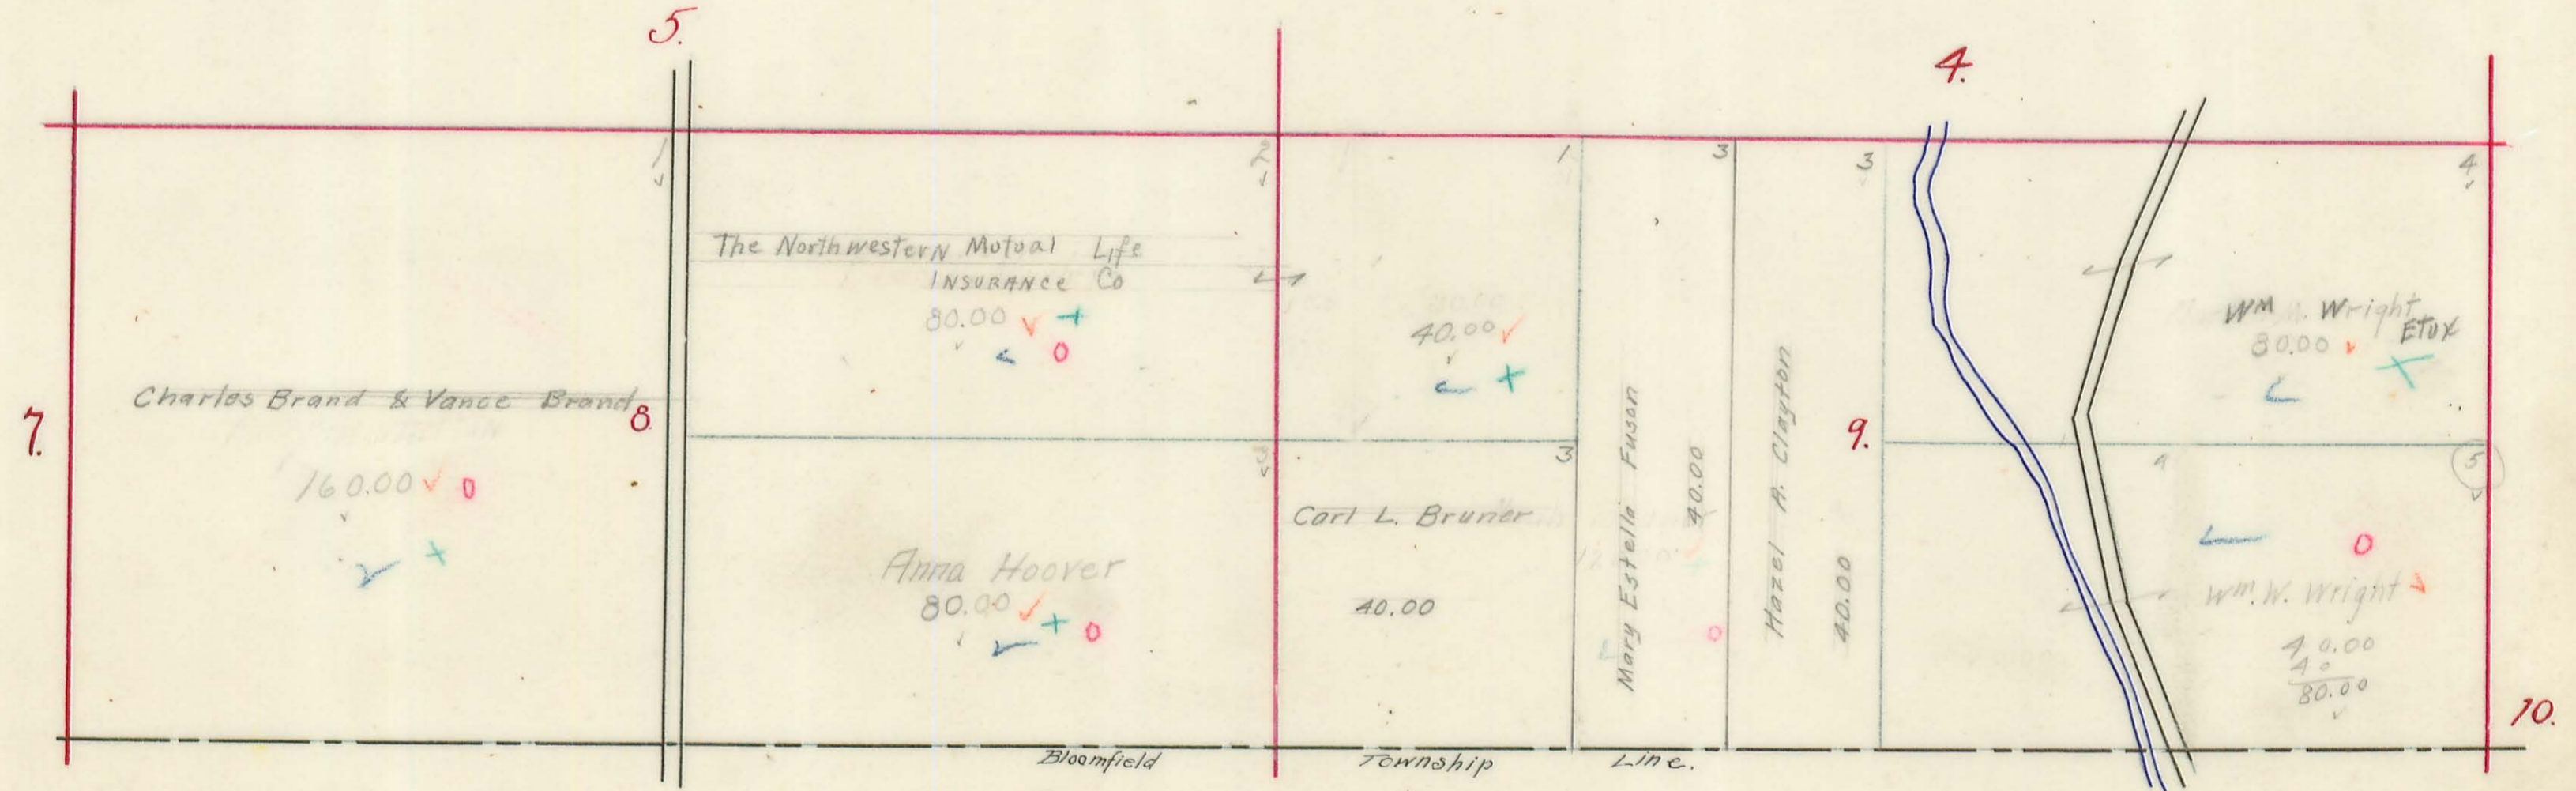 5.
4.
1
2
1
3
3
4
The Northwestern Mutual Life
Insurance Co
80.00
40.00
Wm. Wright
Etux
80.00
Charles Brand & Vance Brand
7.
8.
9.
160.00
3
3
4
5
Carl L. Bruner
40.00
Mary Estella Fuson
40.00
Hazel A. Clayton
40.00
Anna Hoover
80.00
Wm. W. Wright
40.00
40
80.00
10.
Bloomfield Township Line.